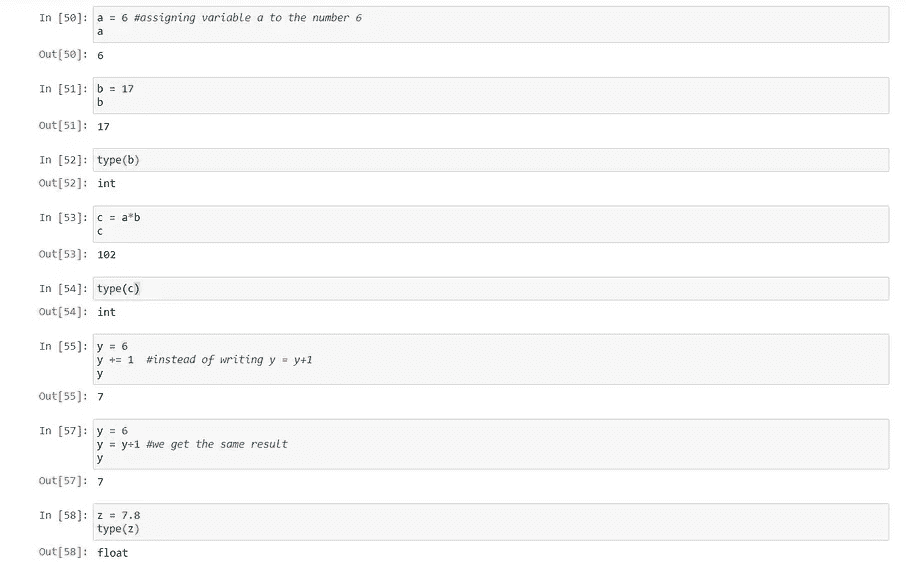 In [50]: a = 6 #assigning variable a to the number 6
a
Out[50]: 6
In [51]: b = 17
b
Out[51]: 17
In [52]: type(b)
Out[52]: int
In [53]: c = a*b
c
Out[53]: 102
In [54]: type(c)
Out[54]: int
In [55]: y = 6
y += 1  #instead of writing y = y+1
y
Out[55]: 7
In [57]: y = 6
y = y+1 #we get the same result
y
Out[57]: 7
In [58]: z = 7.8
type(z)
Out[58]: float